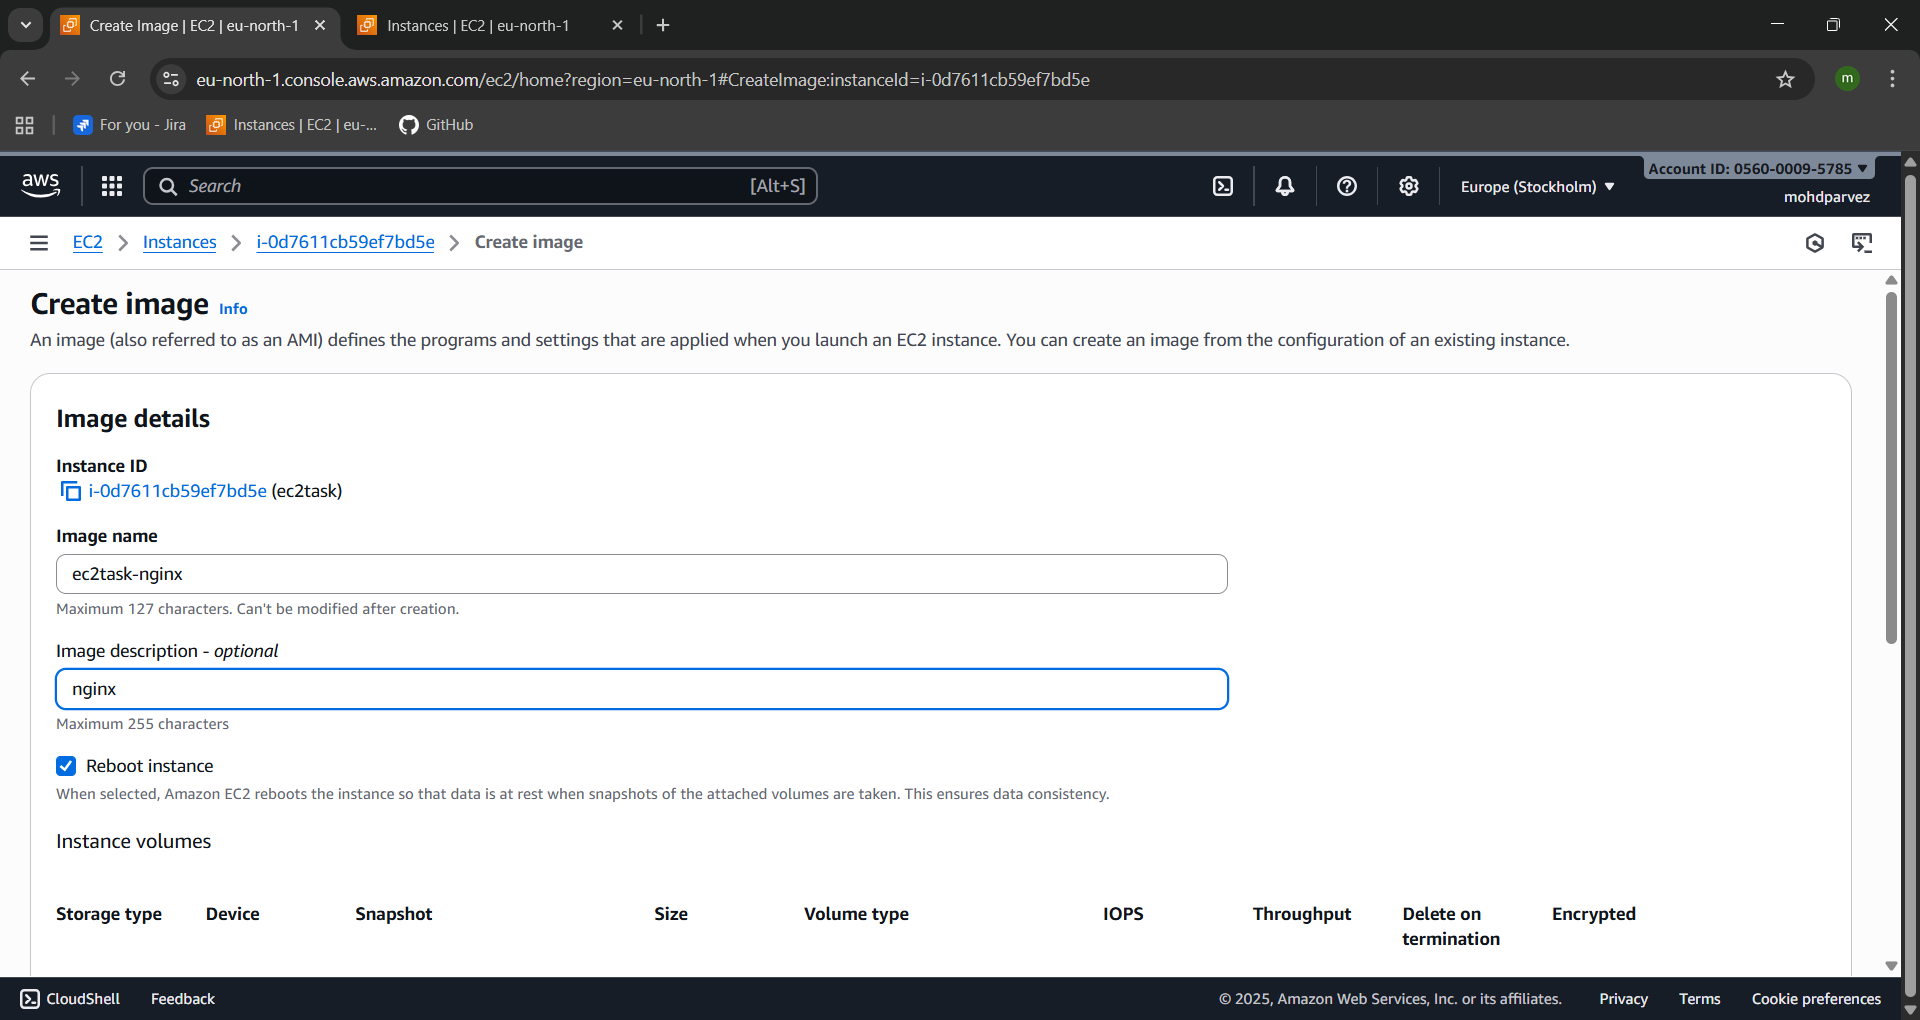 Create Image | EC2 | eu-north-1
Instances | EC2 | eu-north-1
eu-north-1.console.aws.amazon.com/ec2/home?region=eu-north-1#CreateImage:instanceId=i-0d7611cb59ef7bd5e
m
For you - Jira
Instances | EC2 | eu-...
GitHub
aws
Search
[Alt+S]
Europe (Stockholm)
Account ID: 0560-0009-5785
mohdparvez
EC2
Instances
i-0d7611cb59ef7bd5e
Create image
Create image Info
An image (also referred to as an AMI) defines the programs and settings that are applied when you launch an EC2 instance. You can create an image from the configuration of an existing instance.
Image details
Instance ID
i-0d7611cb59ef7bd5e (ec2task)
Image name
ec2task-nginx
Maximum 127 characters. Can't be modified after creation.
Image description - optional
nginx
Maximum 255 characters
Reboot instance
When selected, Amazon EC2 reboots the instance so that data is at rest when snapshots of the attached volumes are taken. This ensures data consistency.
Instance volumes
Storage type
Device
Snapshot
Size
Volume type
IOPS
Throughput
Delete on
termination
Encrypted
CloudShell
Feedback
© 2025, Amazon Web Services, Inc. or its affiliates.
Privacy
Terms
Cookie preferences